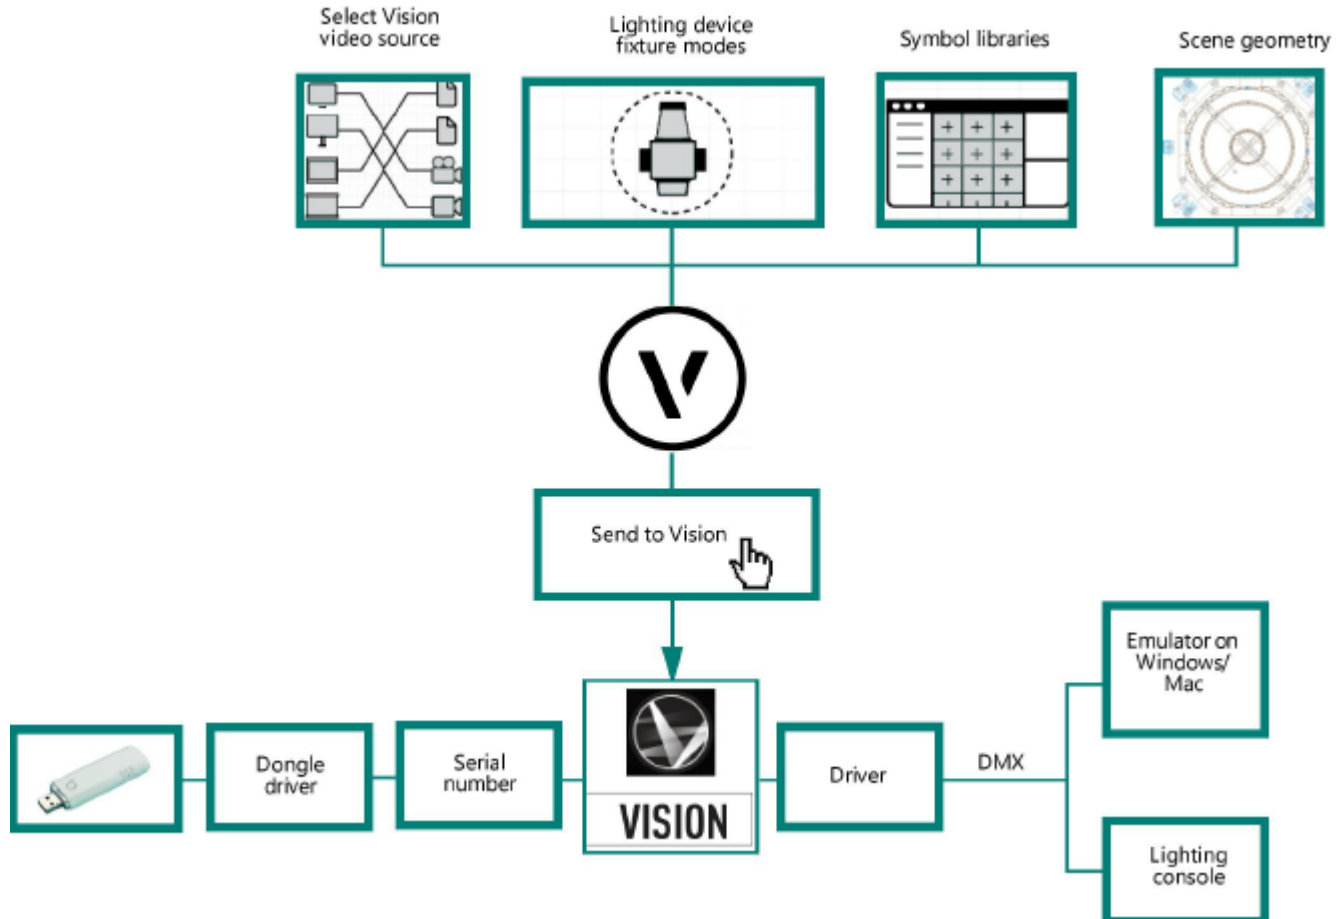 Select Vision
video source
Lighting device
fixture modes
Symbol libraries
Scene geometry
Send to Vision
Emulator on
Windows/
Mac
Dongle
driver
Serial
number
VISION
Driver
DMX
Lighting
console